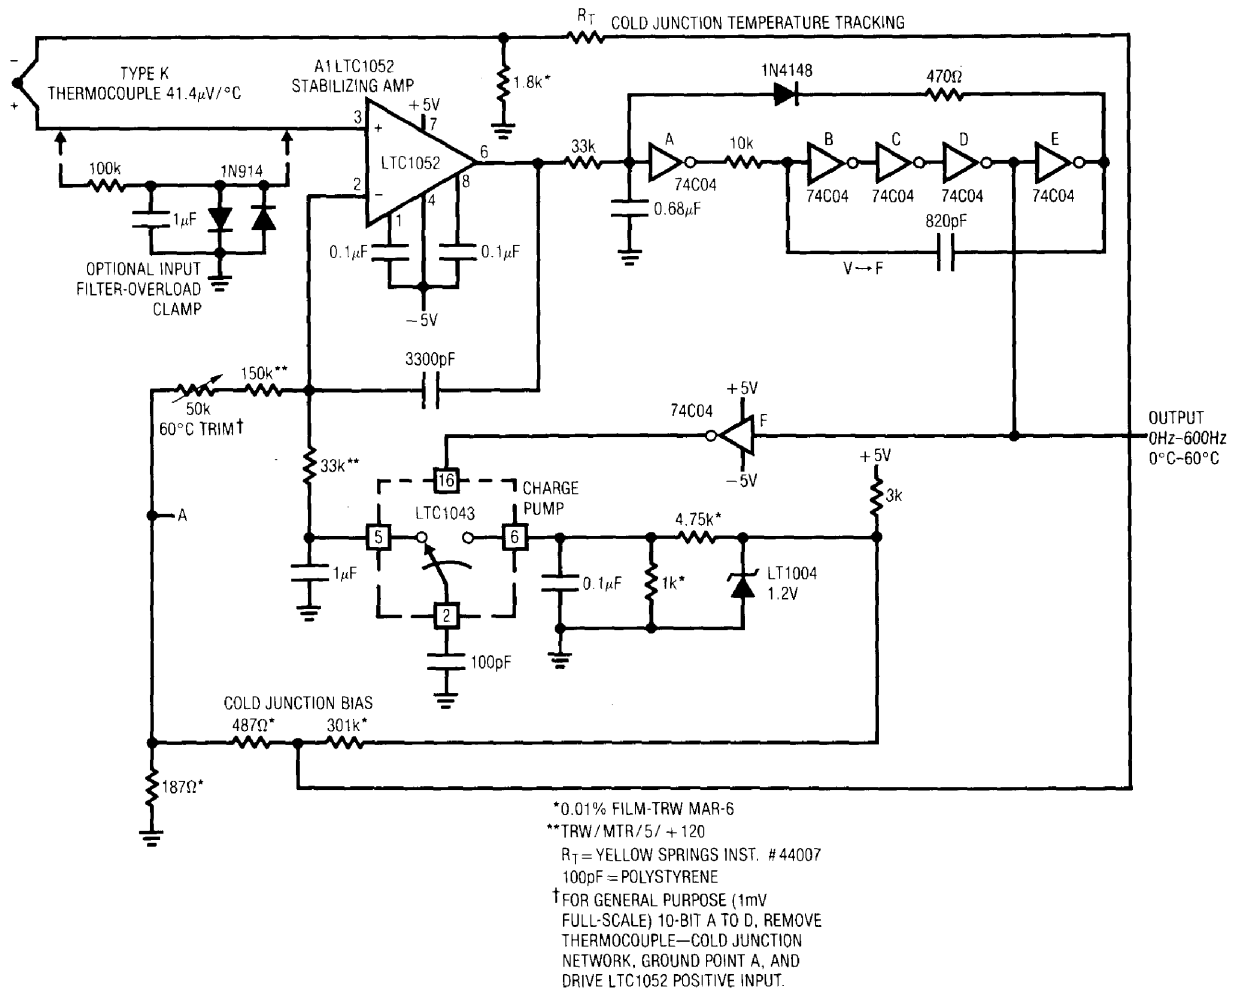 R_T COLD JUNCTION TEMPERATURE TRACKING
−
+
TYPE K
THERMOCOUPLE 41.4µV/°C
A1 LTC1052
STABILIZING AMP
+5V
7
3
+
LTC1052
6
2
−
1
4
8
1.8k*
33k
1N4148
470Ω
A
74C04
10k
B
74C04
C
74C04
D
74C04
E
74C04
0.68µF
820pF
V→F
100k
1N914
1µF
OPTIONAL INPUT
FILTER-OVERLOAD
CLAMP
0.1µF
0.1µF
−5V
3300pF
150k**
50k
60°C TRIM†
33k**
A
74C04
+5V
F
−5V
OUTPUT
0Hz–600Hz
0°C–60°C
+5V
3k
16
LTC1043
CHARGE
PUMP
5
6
2
1µF
100pF
4.75k*
0.1µF
1k*
LT1004
1.2V
COLD JUNCTION BIAS
487Ω*
301k*
187Ω*
*0.01% FILM-TRW MAR-6
**TRW/MTR/5/+120
R_T = YELLOW SPRINGS INST. #44007
100pF = POLYSTYRENE
†FOR GENERAL PURPOSE (1mV
FULL-SCALE) 10-BIT A TO D, REMOVE
THERMOCOUPLE—COLD JUNCTION
NETWORK, GROUND POINT A, AND
DRIVE LTC1052 POSITIVE INPUT.